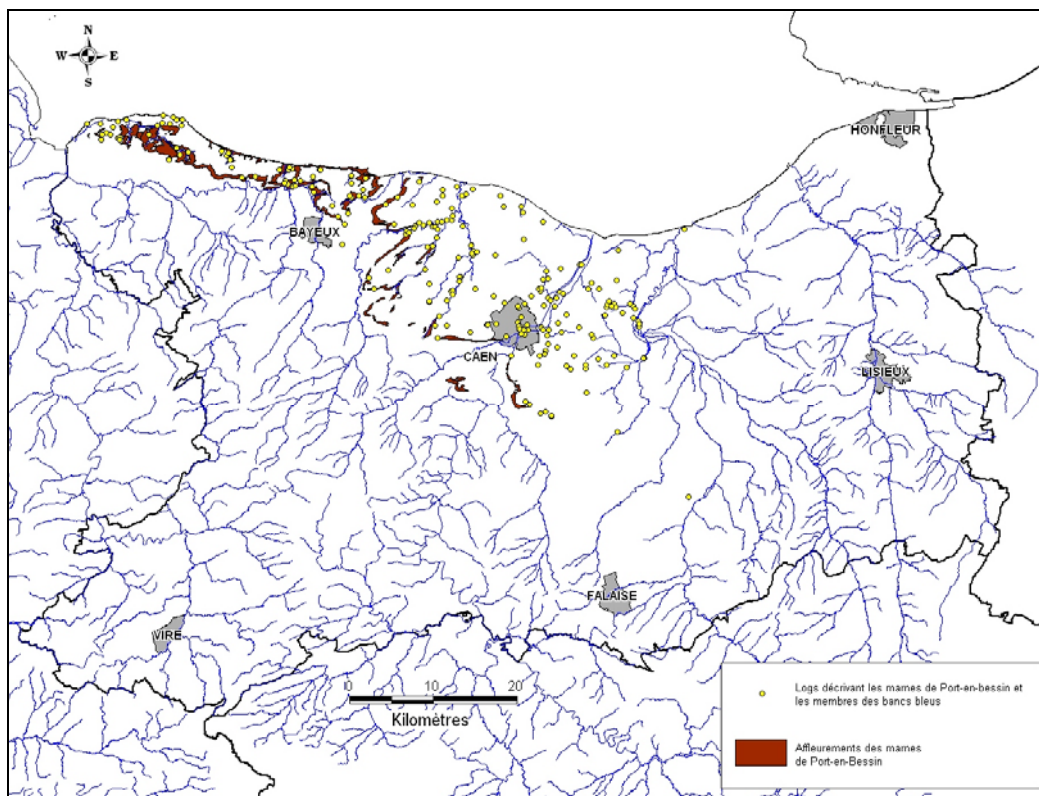 N
W E
S
HONFLEUR
BAYEUX
CAEN
LISIEUX
FALAISE
VIRE
0 10 20
Kilomètres
Logs décrivant les marnes de Port-en-bessin et
les membres des bancs bleus
Affleurements des marnes
de Port-en-Bessin